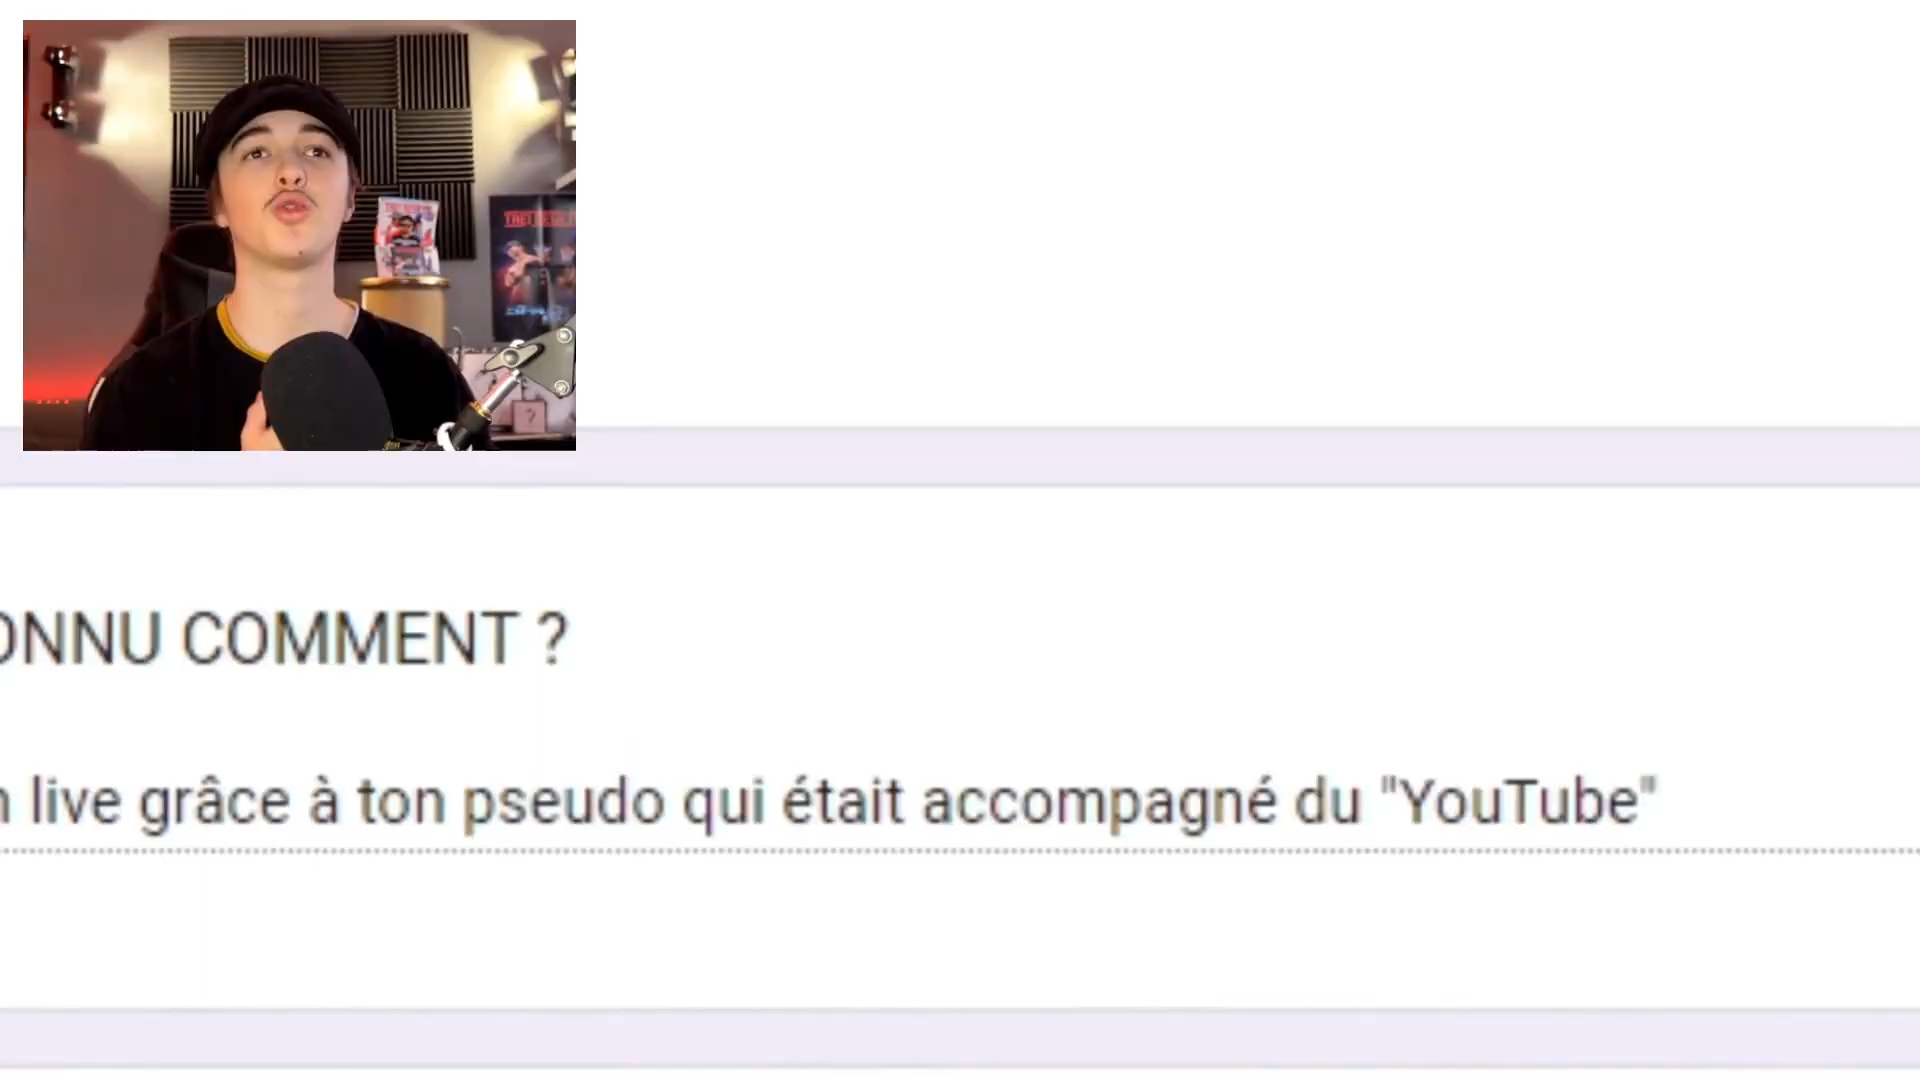 ONNU COMMENT ?
n live grâce à ton pseudo qui était accompagné du "YouTube"